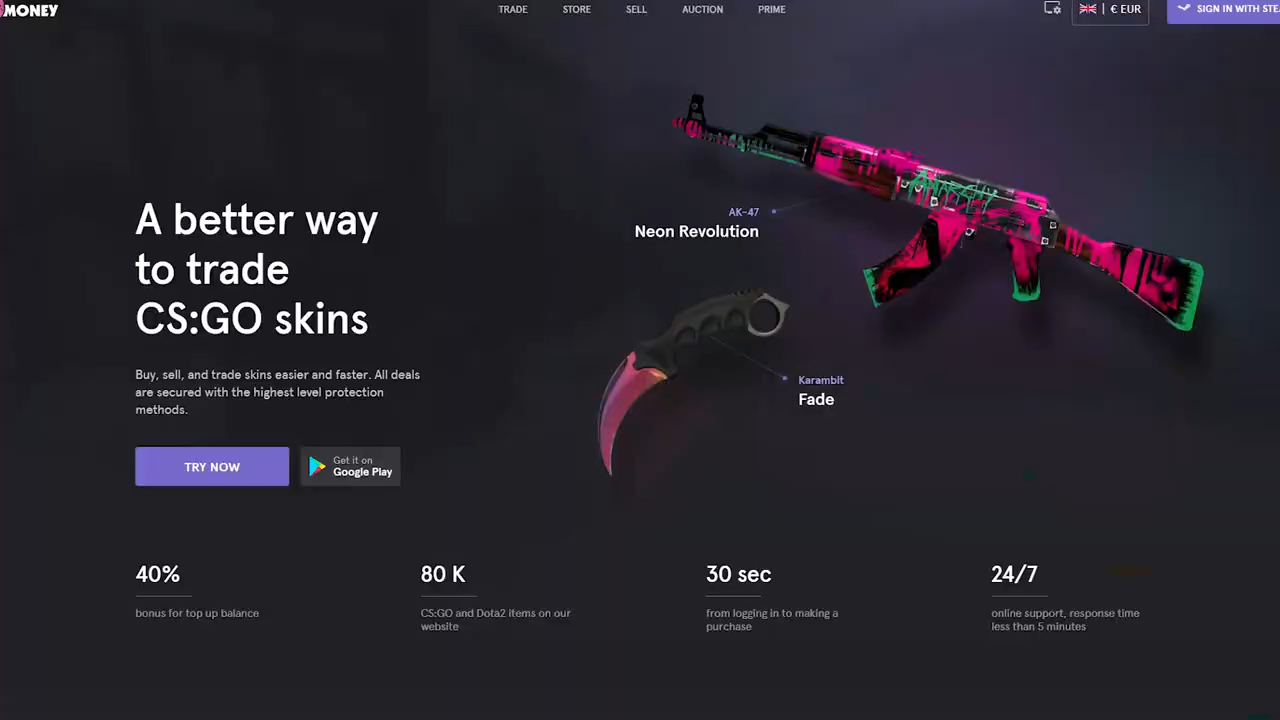 MONEY
TRADE
STORE
SELL
AUCTION
PRIME
| € EUR
SIGN IN WITH STE
A better way
to trade
CS:GO skins
Buy, sell, and trade skins easier and faster. All deals
are secured with the highest level protection
methods.
TRY NOW
Get it on
Google Play
AK-47
Neon Revolution
ANARCHY
Karambit
Fade
40%
bonus for top up balance
80 K
CS:GO and Dota2 items on our
website
30 sec
from logging in to making a
purchase
24/7
online support, response time
less than 5 minutes